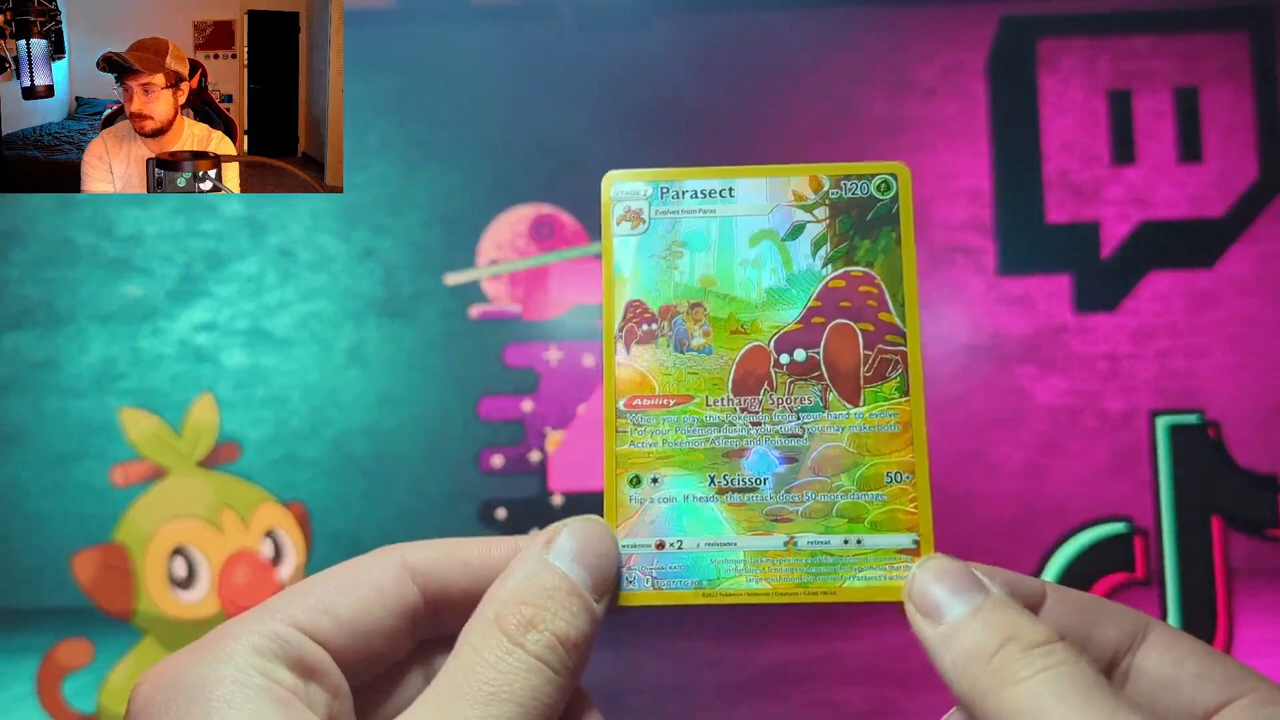 STAGE 1
Parasect
HP 120
Evolves from Paras
Ability Lethargy Spores
When you play this Pokémon from your hand to evolve
1 of your Pokémon during your turn, you may make both
Active Pokémon Asleep and Poisoned.
X-Scissor 50+
Flip a coin. If heads, this attack does 50 more damage.
weakness ×2 resistance retreat
large mushroom
©2022 Pokémon / Nintendo / Creatures / GAME FREAK